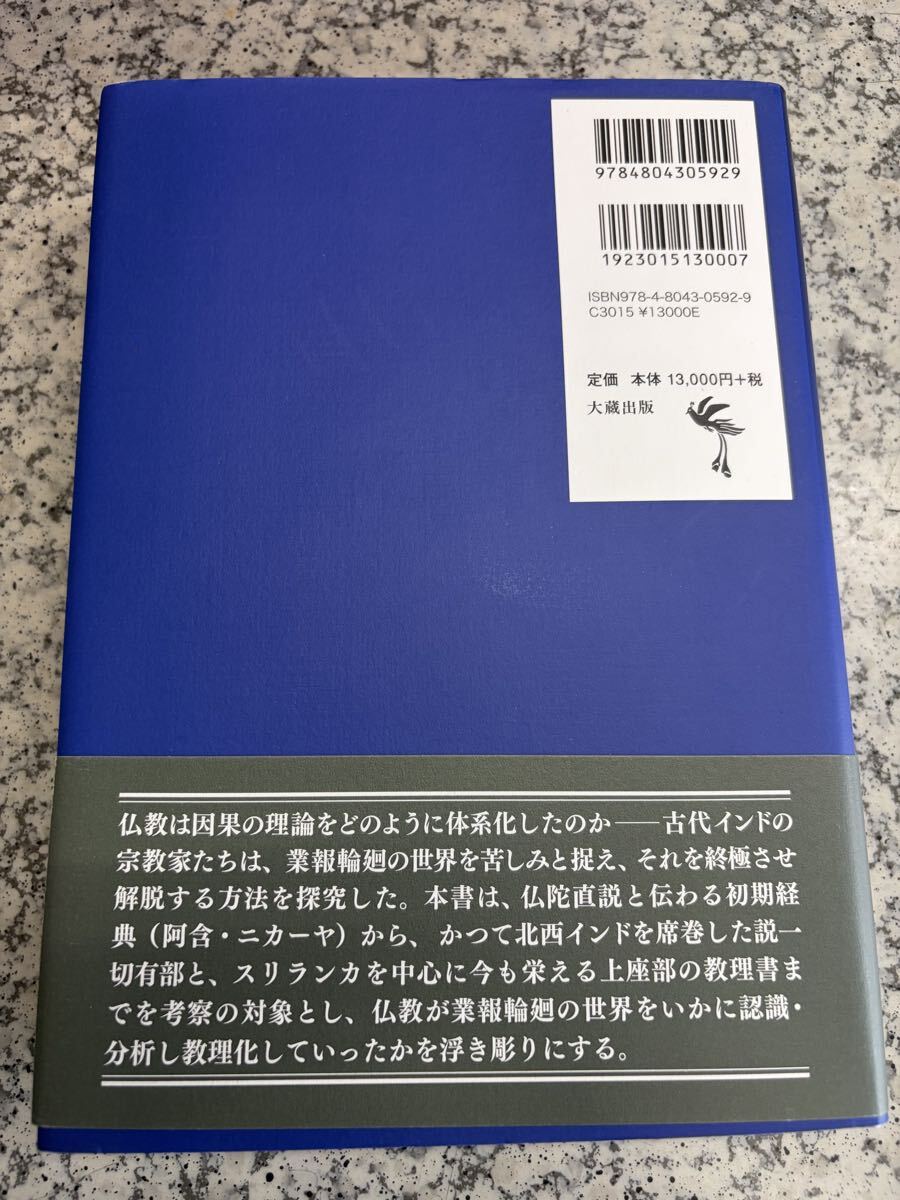 9784804305929
1923015130007
ISBN978-4-8043-0592-9
C3015 ¥13000E
定価 本体 13,000円+税
大蔵出版
仏教は因果の理論をどのように体系化したのか——古代インドの
宗教家たちは、業報輪廻の世界を苦しみと捉え、それを終極させ
解脱する方法を探究した。本書は、仏陀直説と伝わる初期経
典（阿含・ニカーヤ）から、かつて北西インドを席巻した説一
切有部と、スリランカを中心に今も栄える上座部の教理書ま
でを考察の対象とし、仏教が業報輪廻の世界をいかに認識・
分析し教理化していったかを浮き彫りにする。